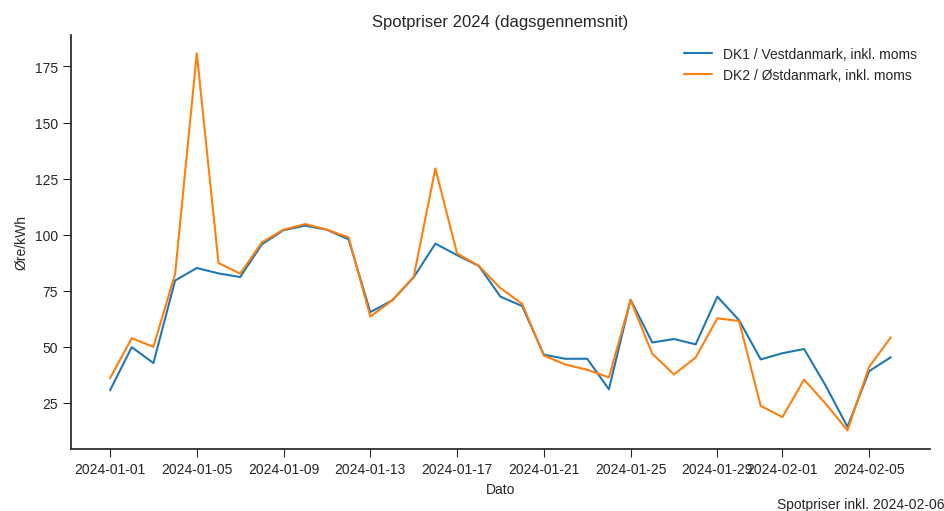 Spotpriser 2024 (dagsgennemsnit)
DK1 / Vestdanmark, inkl. moms
DK2 / Østdanmark, inkl. moms
Øre/kWh
175
150
125
100
75
50
25
2024-01-01 2024-01-05 2024-01-09 2024-01-13 2024-01-17 2024-01-21 2024-01-25 2024-01-29 2024-02-01 2024-02-05
Dato
Spotpriser inkl. 2024-02-06